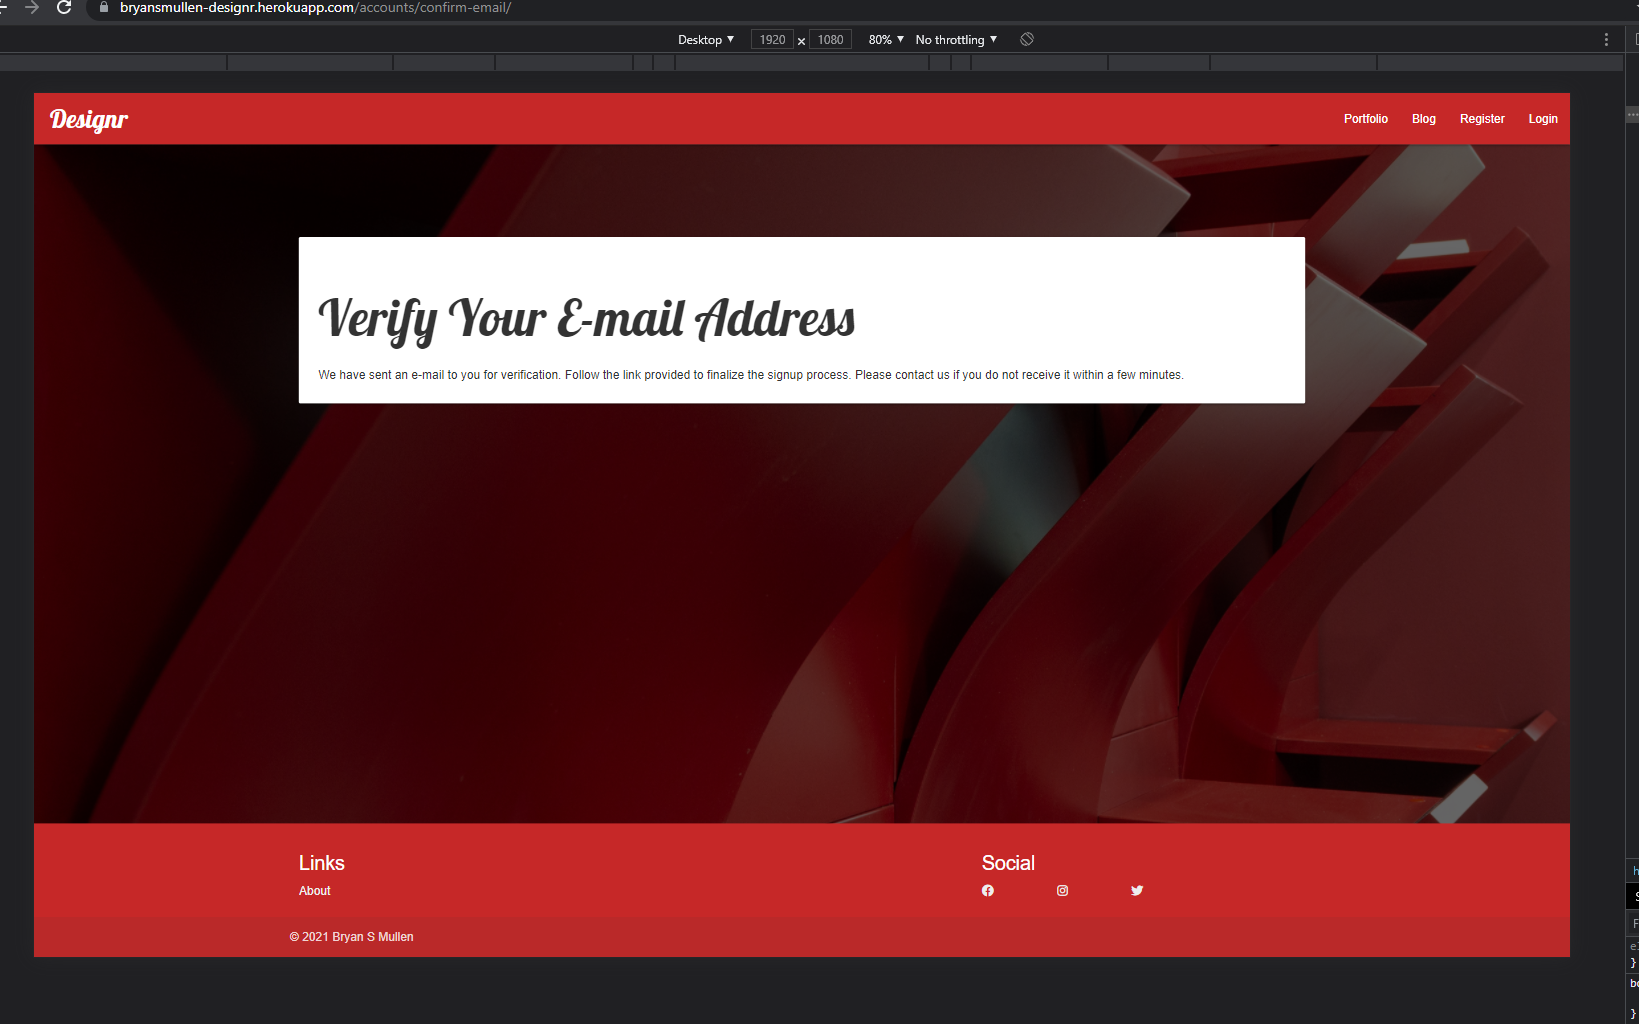 bryansmullen-designr.herokuapp.com/accounts/confirm-email/
Desktop ▼ 1920 × 1080 80% ▼ No throttling ▼
Designr
Portfolio Blog Register Login
Verify Your E-mail Address
We have sent an e-mail to you for verification. Follow the link provided to finalize the signup process. Please contact us if you do not receive it within a few minutes.
Links Social
About
© 2021 Bryan S Mullen
}
}